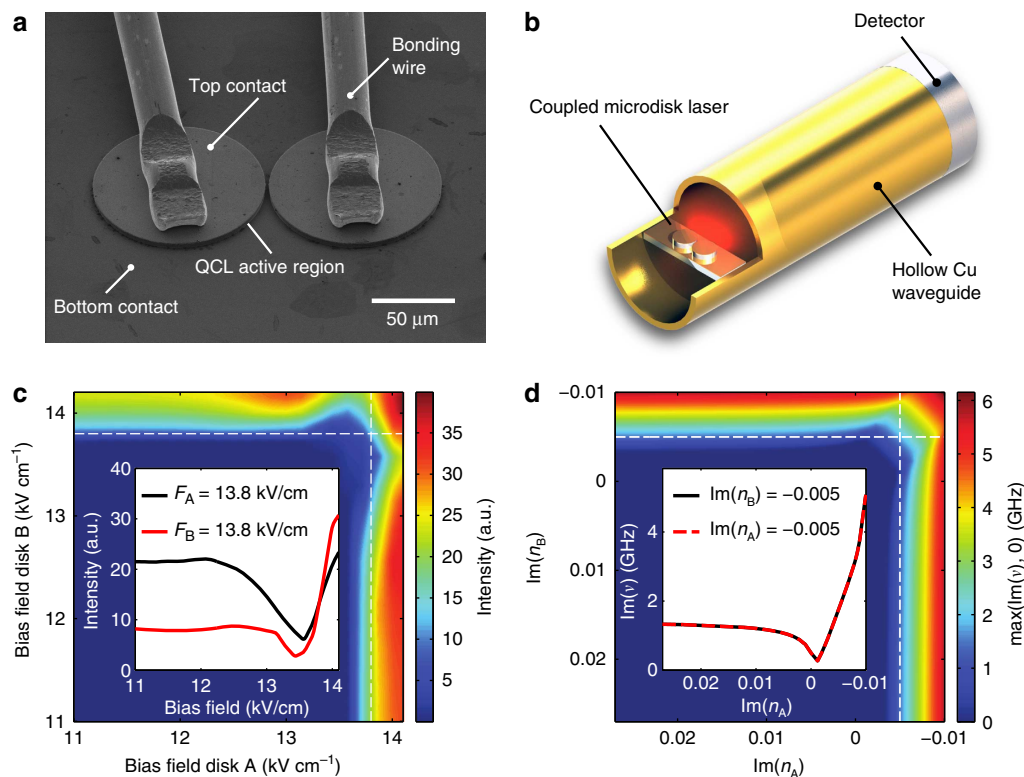 a
Bonding
wire
Top contact
QCL active region
Bottom contact
50 μm
b
Detector
Coupled microdisk laser
Hollow Cu
waveguide
c
Bias field disk B (kV cm⁻¹)
14
13
12
11
11
12
13
14
Bias field disk A (kV cm⁻¹)
Intensity (a.u.)
40
30
20
10
0
F_A = 13.8 kV/cm
F_B = 13.8 kV/cm
11
12
13
14
Bias field (kV/cm)
35
30
25
20
15
10
5
0
Intensity (a.u.)
d
Im(n_B)
−0.01
0
0.01
0.02
0.02
0.01
0
−0.01
Im(n_A)
Im(ν) (GHz)
4
2
0
Im(n_B) = −0.005
Im(n_A) = −0.005
0.02
0.01
0
−0.01
Im(n_A)
6
5
4
3
2
1
0
max(Im(ν), 0) (GHz)